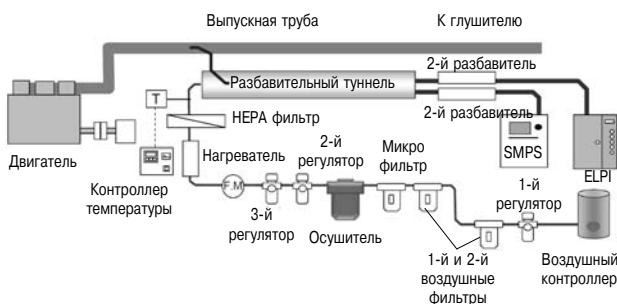 Выпускная труба
К глушителю
2-й разбавитель
Разбавительный туннель
2-й разбавитель
T
HEPA фильтр
SMPS
ELPI
Двигатель
Нагреватель
2-й регулятор
Микро
фильтр
1-й
регулятор
Контроллер
температуры
F.M
3-й
регулятор
Осушитель
1-й и 2-й
воздушные
фильтры
Воздушный
контроллер